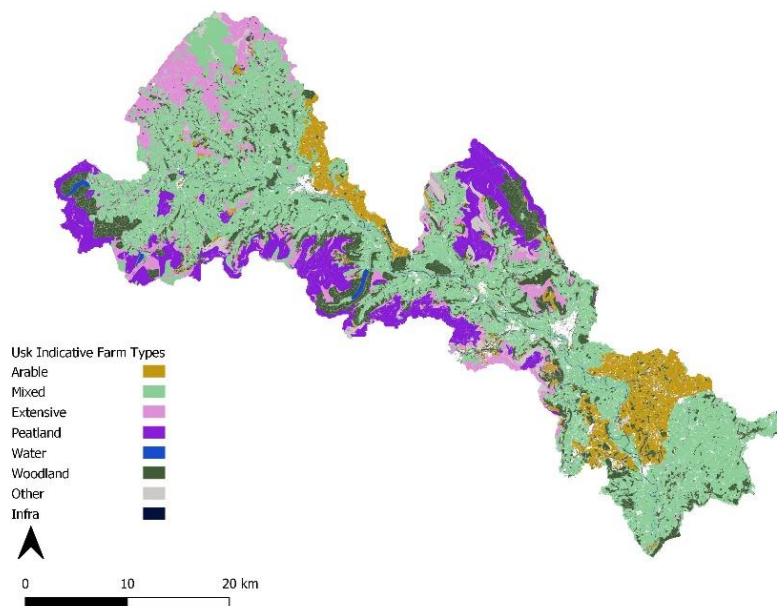 Usk Indicative Farm Types
Arable
Mixed
Extensive
Peatland
Water
Woodland
Other
Infra
0 10 20 km